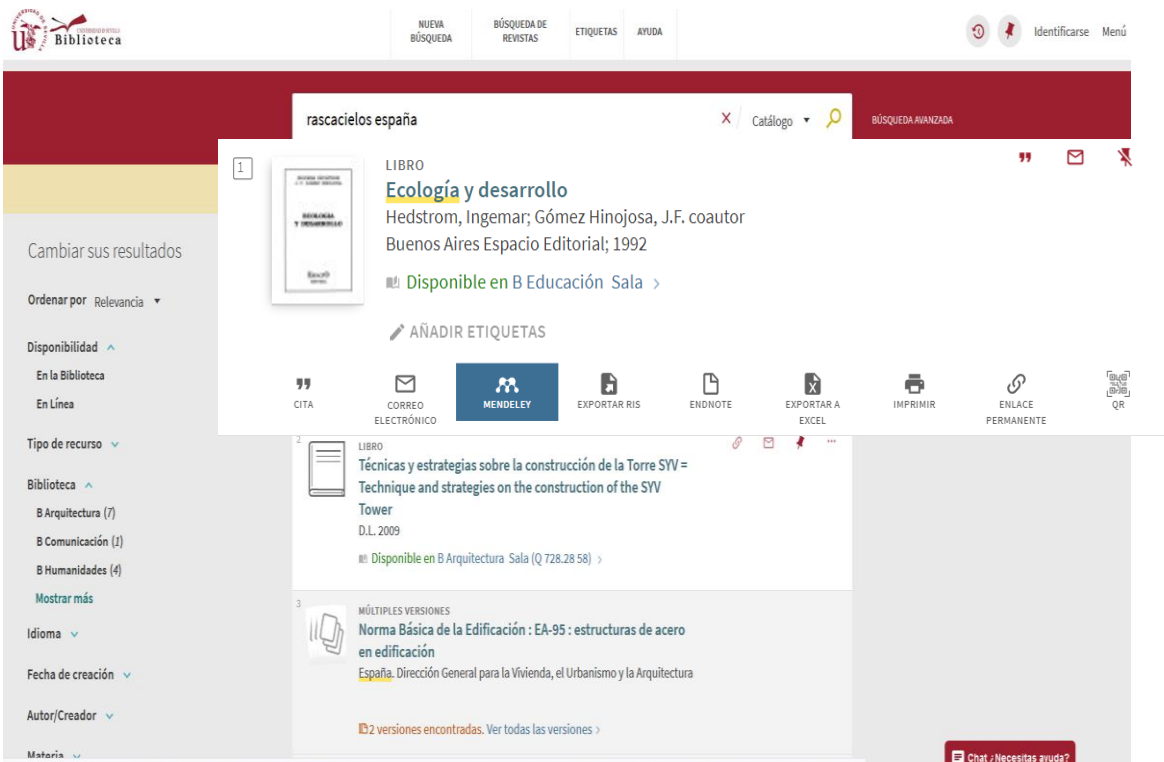 UNIVERSIDAD DE SEVILLA
Biblioteca
NUEVA
BÚSQUEDA
BÚSQUEDA DE
REVISTAS
ETIQUETAS
AYUDA
Identificarse
Menú
rascacielos españa
X
Catálogo
BÚSQUEDA AVANZADA
1
LIBRO
Ecología y desarrollo
Hedstrom, Ingemar; Gómez Hinojosa, J.F. coautor
Buenos Aires Espacio Editorial; 1992
Disponible en B Educación Sala >
AÑADIR ETIQUETAS
ECOLOGIA
Y DESARROLLO
CITA
CORREO
ELECTRÓNICO
MENDELEY
EXPORTAR RIS
ENDNOTE
EXPORTAR A
EXCEL
IMPRIMIR
ENLACE
PERMANENTE
QR
Cambiar sus resultados
Ordenar por Relevancia
Disponibilidad
En la Biblioteca
En Línea
Tipo de recurso
Biblioteca
B Arquitectura (7)
B Comunicación (1)
B Humanidades (4)
Mostrar más
Idioma
Fecha de creación
Autor/Creador
Materia
2
LIBRO
Técnicas y estrategias sobre la construcción de la Torre SYV =
Technique and strategies on the construction of the SYV
Tower
D.L. 2009
Disponible en B Arquitectura Sala (Q 728.28 58) >
3
MÚLTIPLES VERSIONES
Norma Básica de la Edificación : EA-95 : estructuras de acero
en edificación
España. Dirección General para la Vivienda, el Urbanismo y la Arquitectura
2 versiones encontradas. Ver todas las versiones >
Chat ¿Necesitas ayuda?